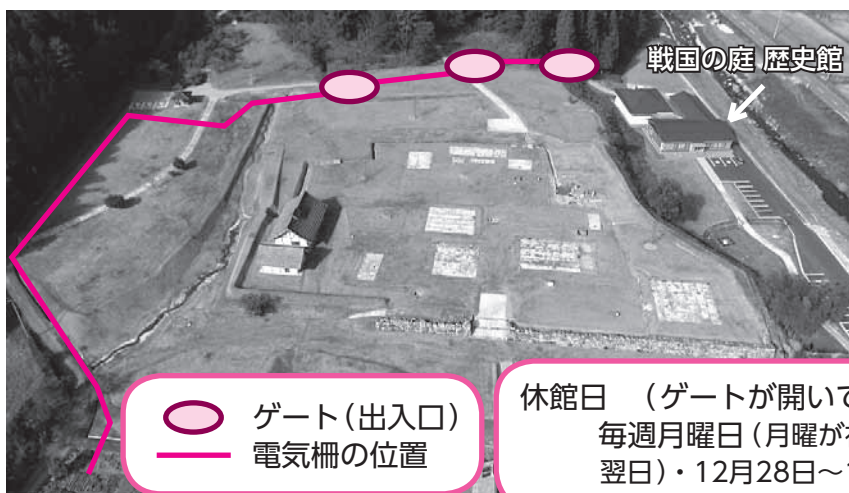 戦国の庭 歴史館
ゲート（出入口）
電気柵の位置
休館日 （ゲートが開いて
毎週月曜日（月曜が
翌日）・12月28日～